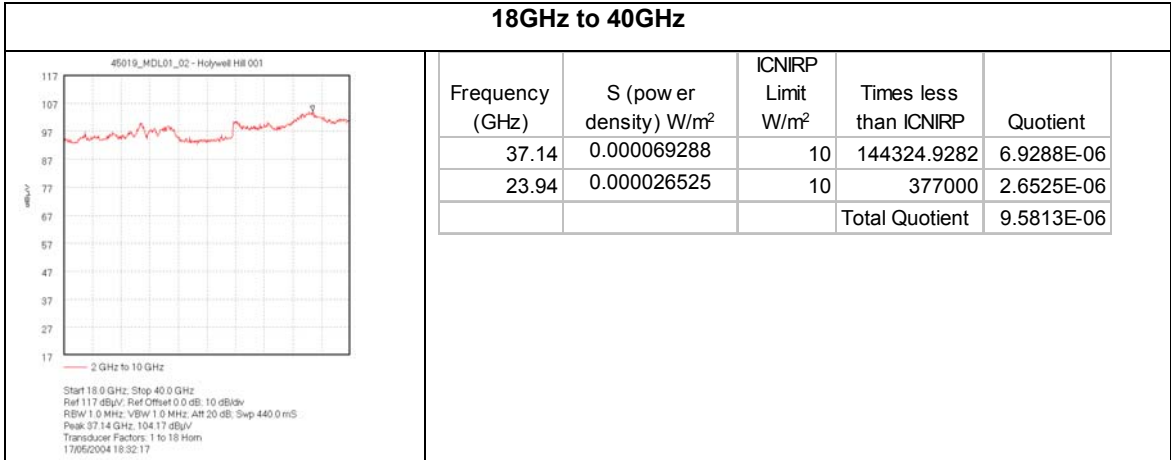 18GHz to 40GHz
45019_MDL01_02 - Holywell Hill 001
117
107
97
87
77
67
57
47
37
27
17
dBµV
2 GHz to 10 GHz
Start 18.0 GHz; Stop 40.0 GHz
Ref 117 dBµV; Ref Offset 0.0 dB; 10 dB/div
RBW 1.0 MHz; VBW 1.0 MHz; Att 20 dB; Swp 440.0 mS
Peak 37.14 GHz, 104.17 dBµV
Transducer Factors: 1 to 18 Horn
17/05/2004 18:32:17
Frequency (GHz) S (pow er density) W/m² ICNIRP Limit W/m² Times less than ICNIRP Quotient
37.14 0.000069288 10 144324.9282 6.9288E-06
23.94 0.000026525 10 377000 2.6525E-06
Total Quotient 9.5813E-06